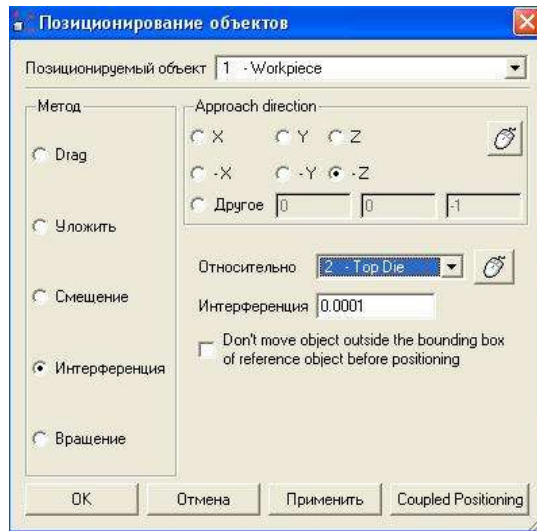 Позиционирование объектов
Позиционируемый объект 1 - Workpiece
Метод
Approach direction
Drag
X Y Z
-X -Y -Z
Уложить
Другое 0 0 -1
Относительно 2 - Top Die
Смещение
Интерференция 0.0001
Don't move object outside the bounding box
of reference object before positioning
Интерференция
Вращение
OK Отмена Применить Coupled Positioning